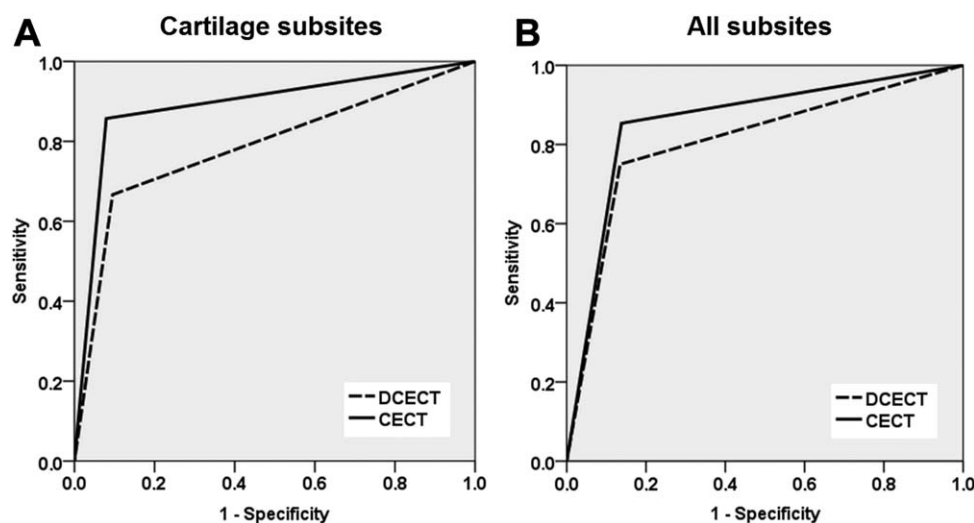 A
Cartilage subsites
1.0
0.8
0.6
0.4
0.2
0.0
Sensitivity
DCECT
CECT
0.0 0.2 0.4 0.6 0.8 1.0
1 - Specificity
B
All subsites
1.0
0.8
0.6
0.4
0.2
0.0
Sensitivity
DCECT
CECT
0.0 0.2 0.4 0.6 0.8 1.0
1 - Specificity